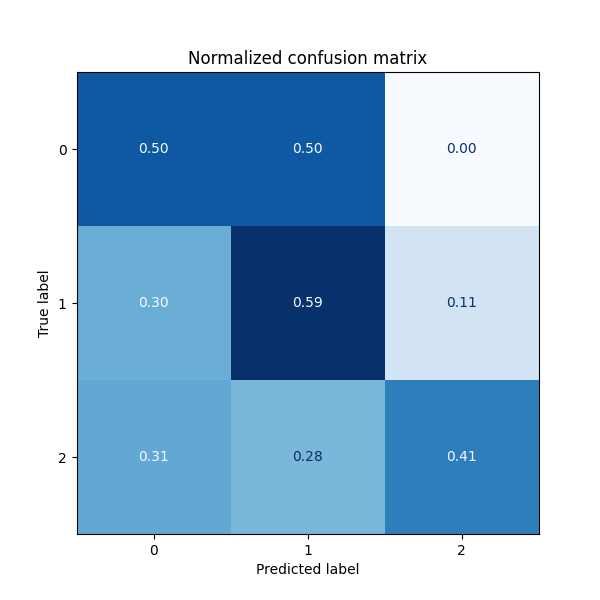 Normalized confusion matrix
0 0.50 0.50 0.00
1 0.30 0.59 0.11
2 0.31 0.28 0.41
True label
0 1 2
Predicted label